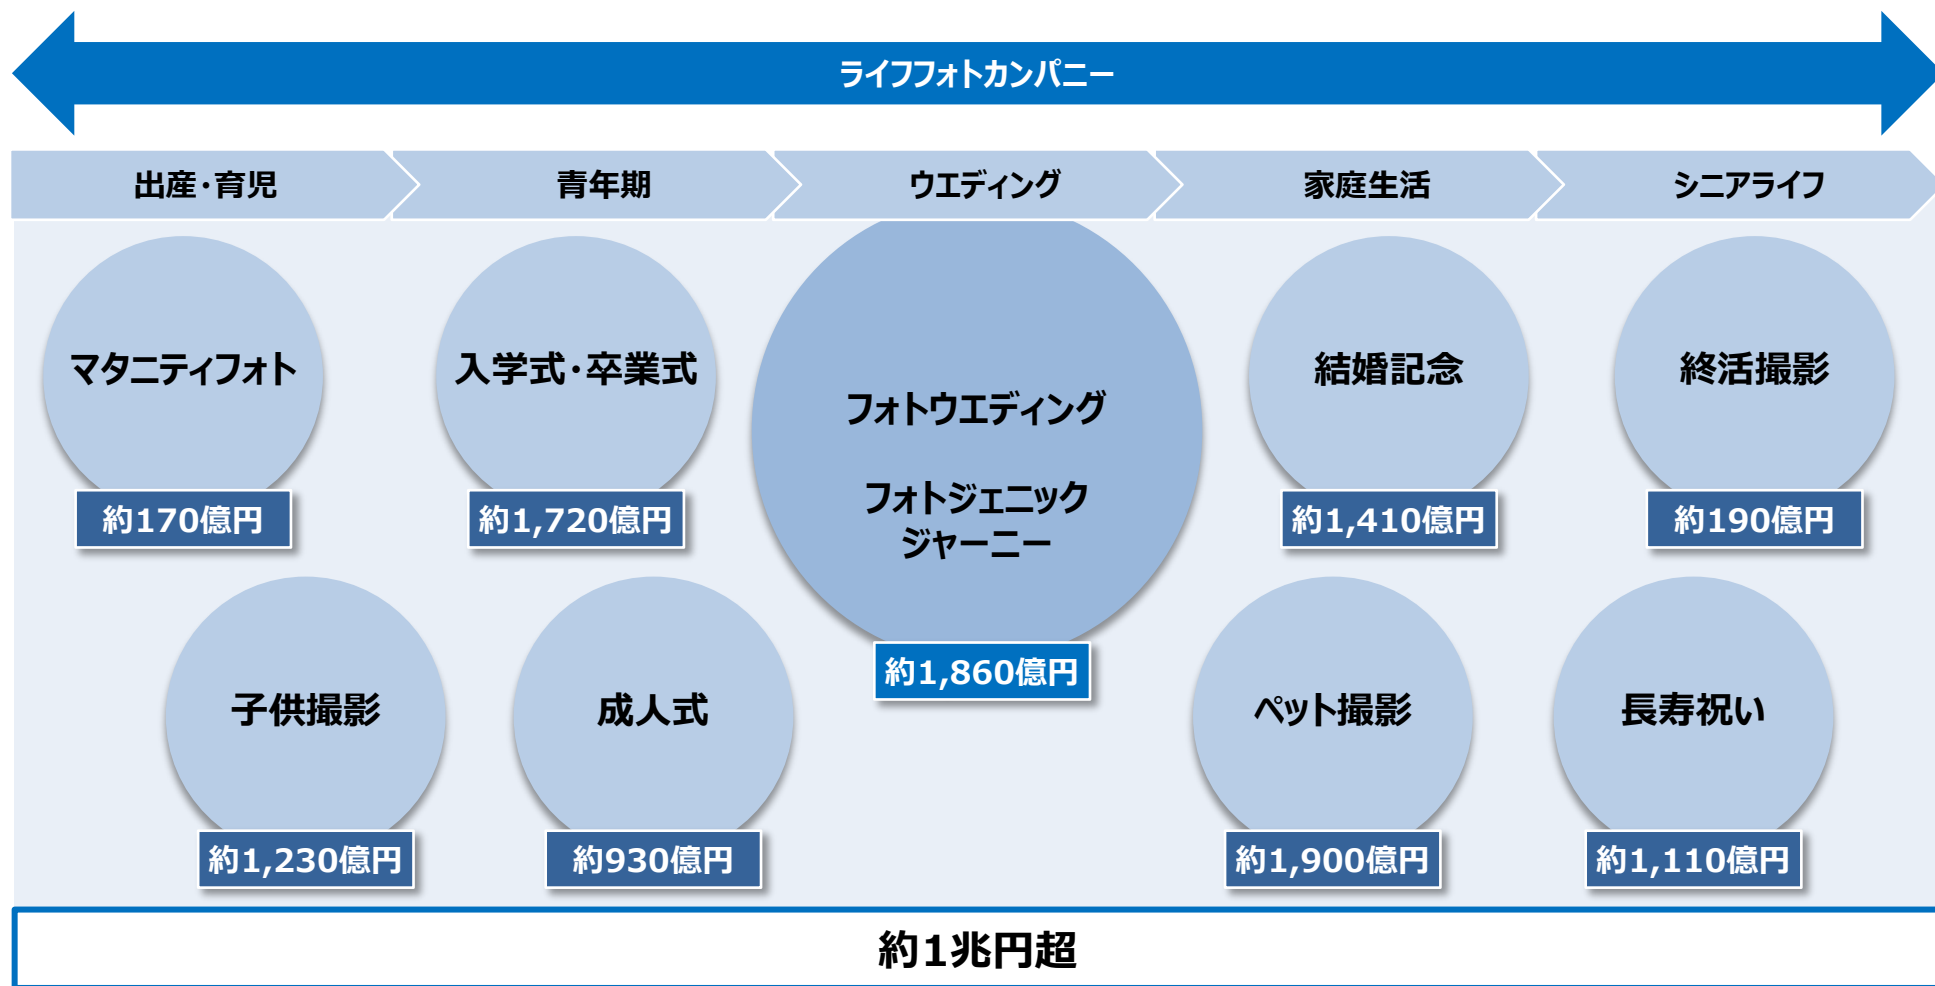 ライフフォトカンパニー
出産・育児
青年期
ウエディング
家庭生活
シニアライフ
マタニティフォト
約170億円
入学式・卒業式
約1,720億円
フォトウエディング
フォトジェニック
ジャーニー
約1,860億円
結婚記念
約1,410億円
終活撮影
約190億円
子供撮影
約1,230億円
成人式
約930億円
ペット撮影
約1,900億円
長寿祝い
約1,110億円
約1兆円超